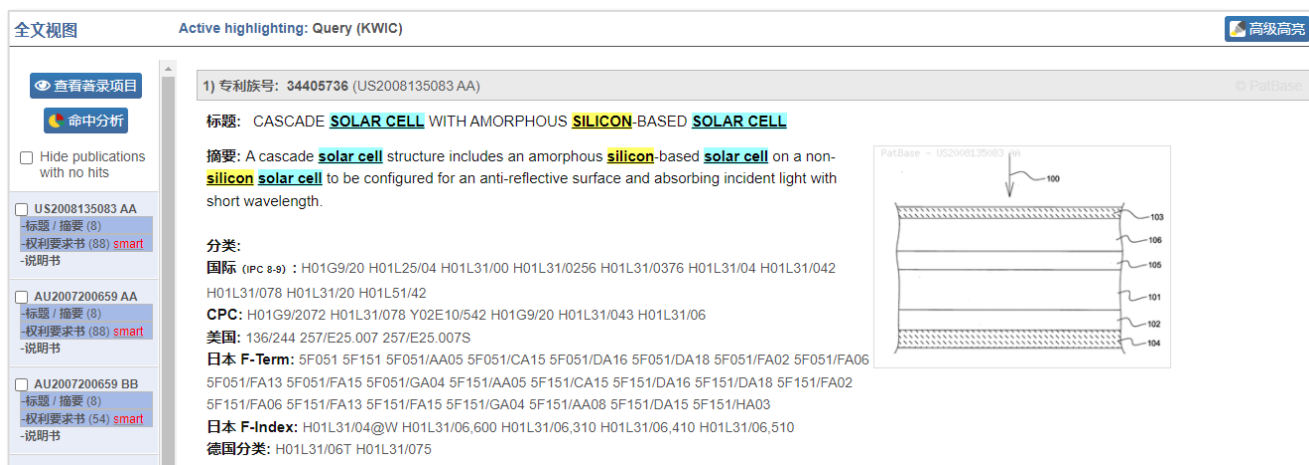 全文视图
Active highlighting: Query (KWIC)
高级高亮
查看著录项目
命中分析
Hide publications
with no hits
US2008135083 AA
-标题 / 摘要 (8)
-权利要求书 (88) smart
-说明书
AU2007200659 AA
-标题 / 摘要 (8)
-权利要求书 (88) smart
-说明书
AU2007200659 BB
-标题 / 摘要 (8)
-权利要求书 (54) smart
-说明书
1) 专利族号: 34405736 (US2008135083 AA)
© PatBase
标题: CASCADE SOLAR CELL WITH AMORPHOUS SILICON-BASED SOLAR CELL
摘要: A cascade solar cell structure includes an amorphous silicon-based solar cell on a non-
silicon solar cell to be configured for an anti-reflective surface and absorbing incident light with
short wavelength.
分类:
国际 (IPC 8-9) : H01G9/20 H01L25/04 H01L31/00 H01L31/0256 H01L31/0376 H01L31/04 H01L31/042
H01L31/078 H01L31/20 H01L51/42
CPC: H01G9/2072 H01L31/078 Y02E10/542 H01G9/20 H01L31/043 H01L31/06
美国: 136/244 257/E25.007 257/E25.007S
日本 F-Term: 5F051 5F151 5F051/AA05 5F051/CA15 5F051/DA16 5F051/DA18 5F051/FA02 5F051/FA06
5F051/FA13 5F051/FA15 5F051/GA04 5F151/AA05 5F151/CA15 5F151/DA16 5F151/DA18 5F151/FA02
5F151/FA06 5F151/FA13 5F151/FA15 5F151/GA04 5F151/AA08 5F151/DA15 5F151/HA03
日本 F-Index: H01L31/04@W H01L31/06,600 H01L31/06,310 H01L31/06,410 H01L31/06,510
德国分类: H01L31/06T H01L31/075
PatBase - US2008135083 AA
100
103
106
105
101
102
104